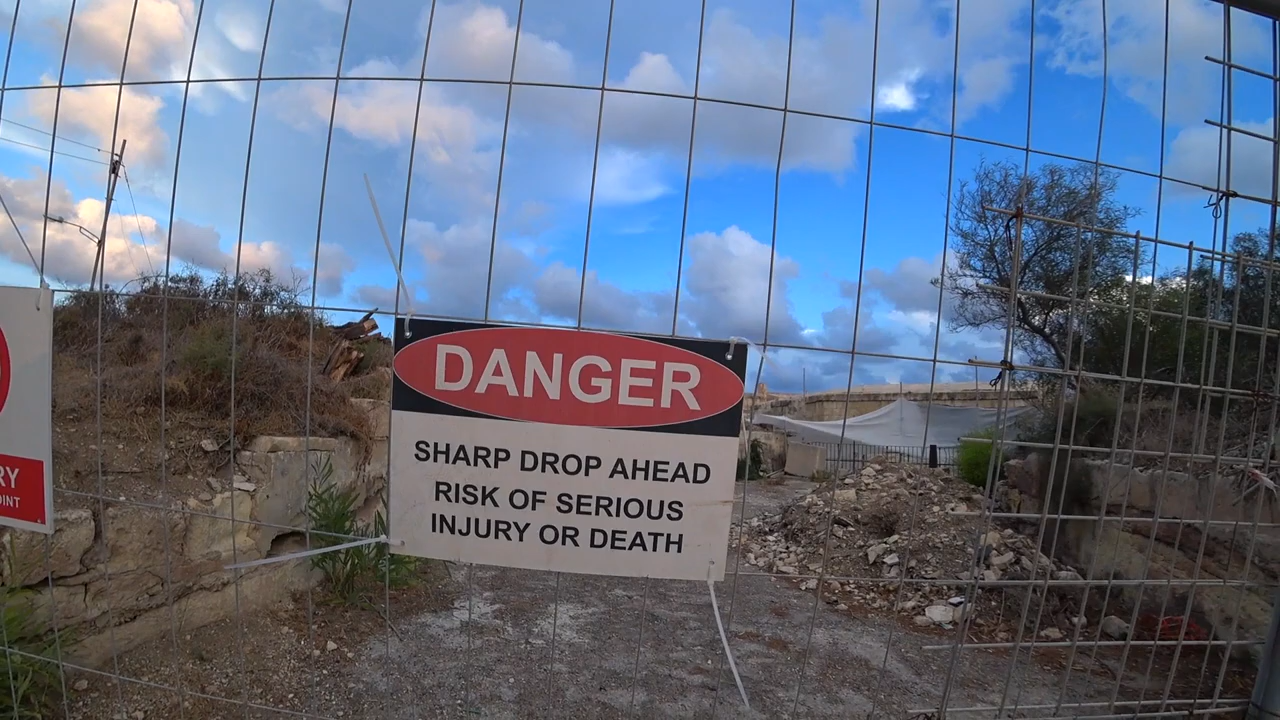 RY
OINT
DANGER
SHARP DROP AHEAD
RISK OF SERIOUS
INJURY OR DEATH